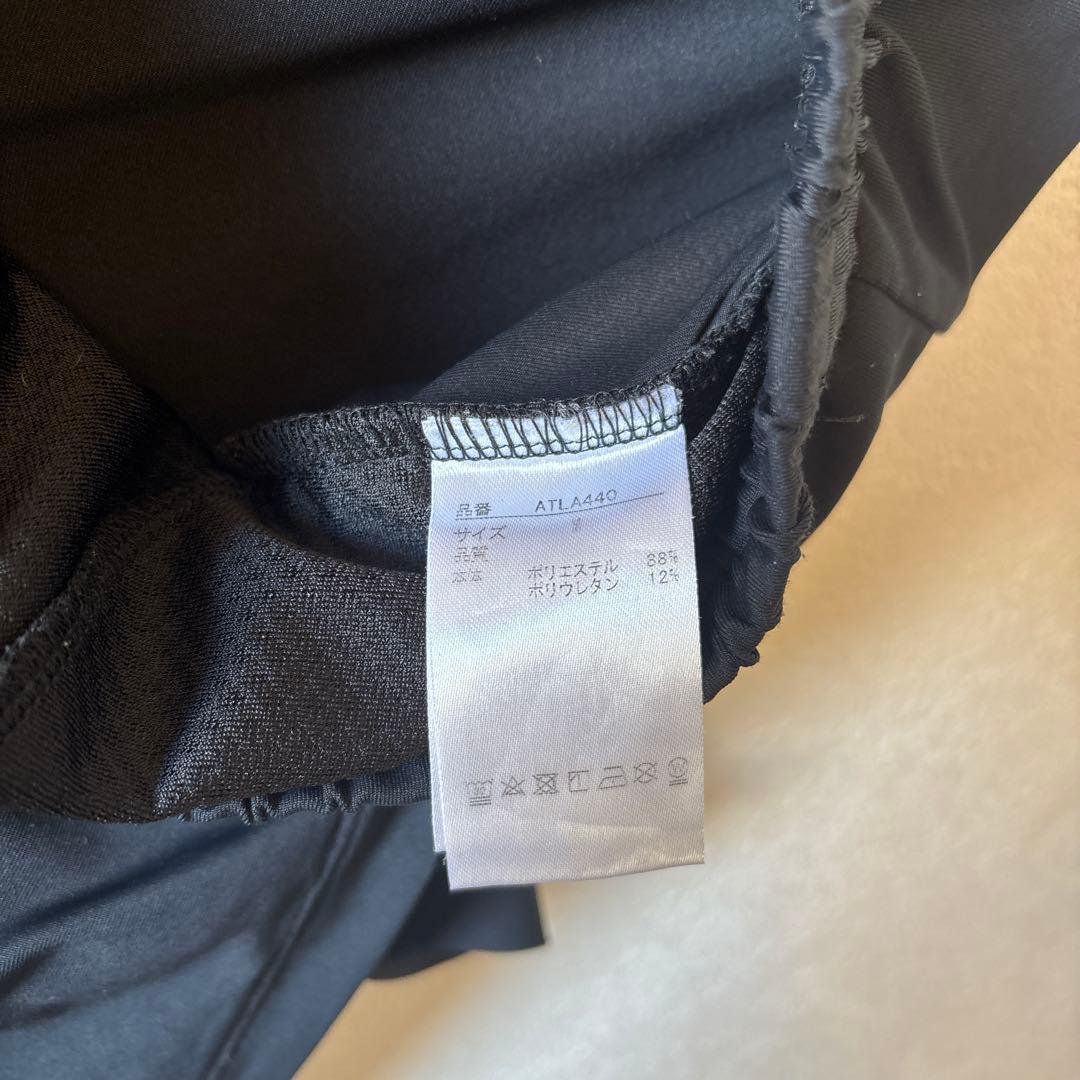 品番 ATLA440
サイズ M
品質
本体 ポリエステル 88%
ポリウレタン 12%